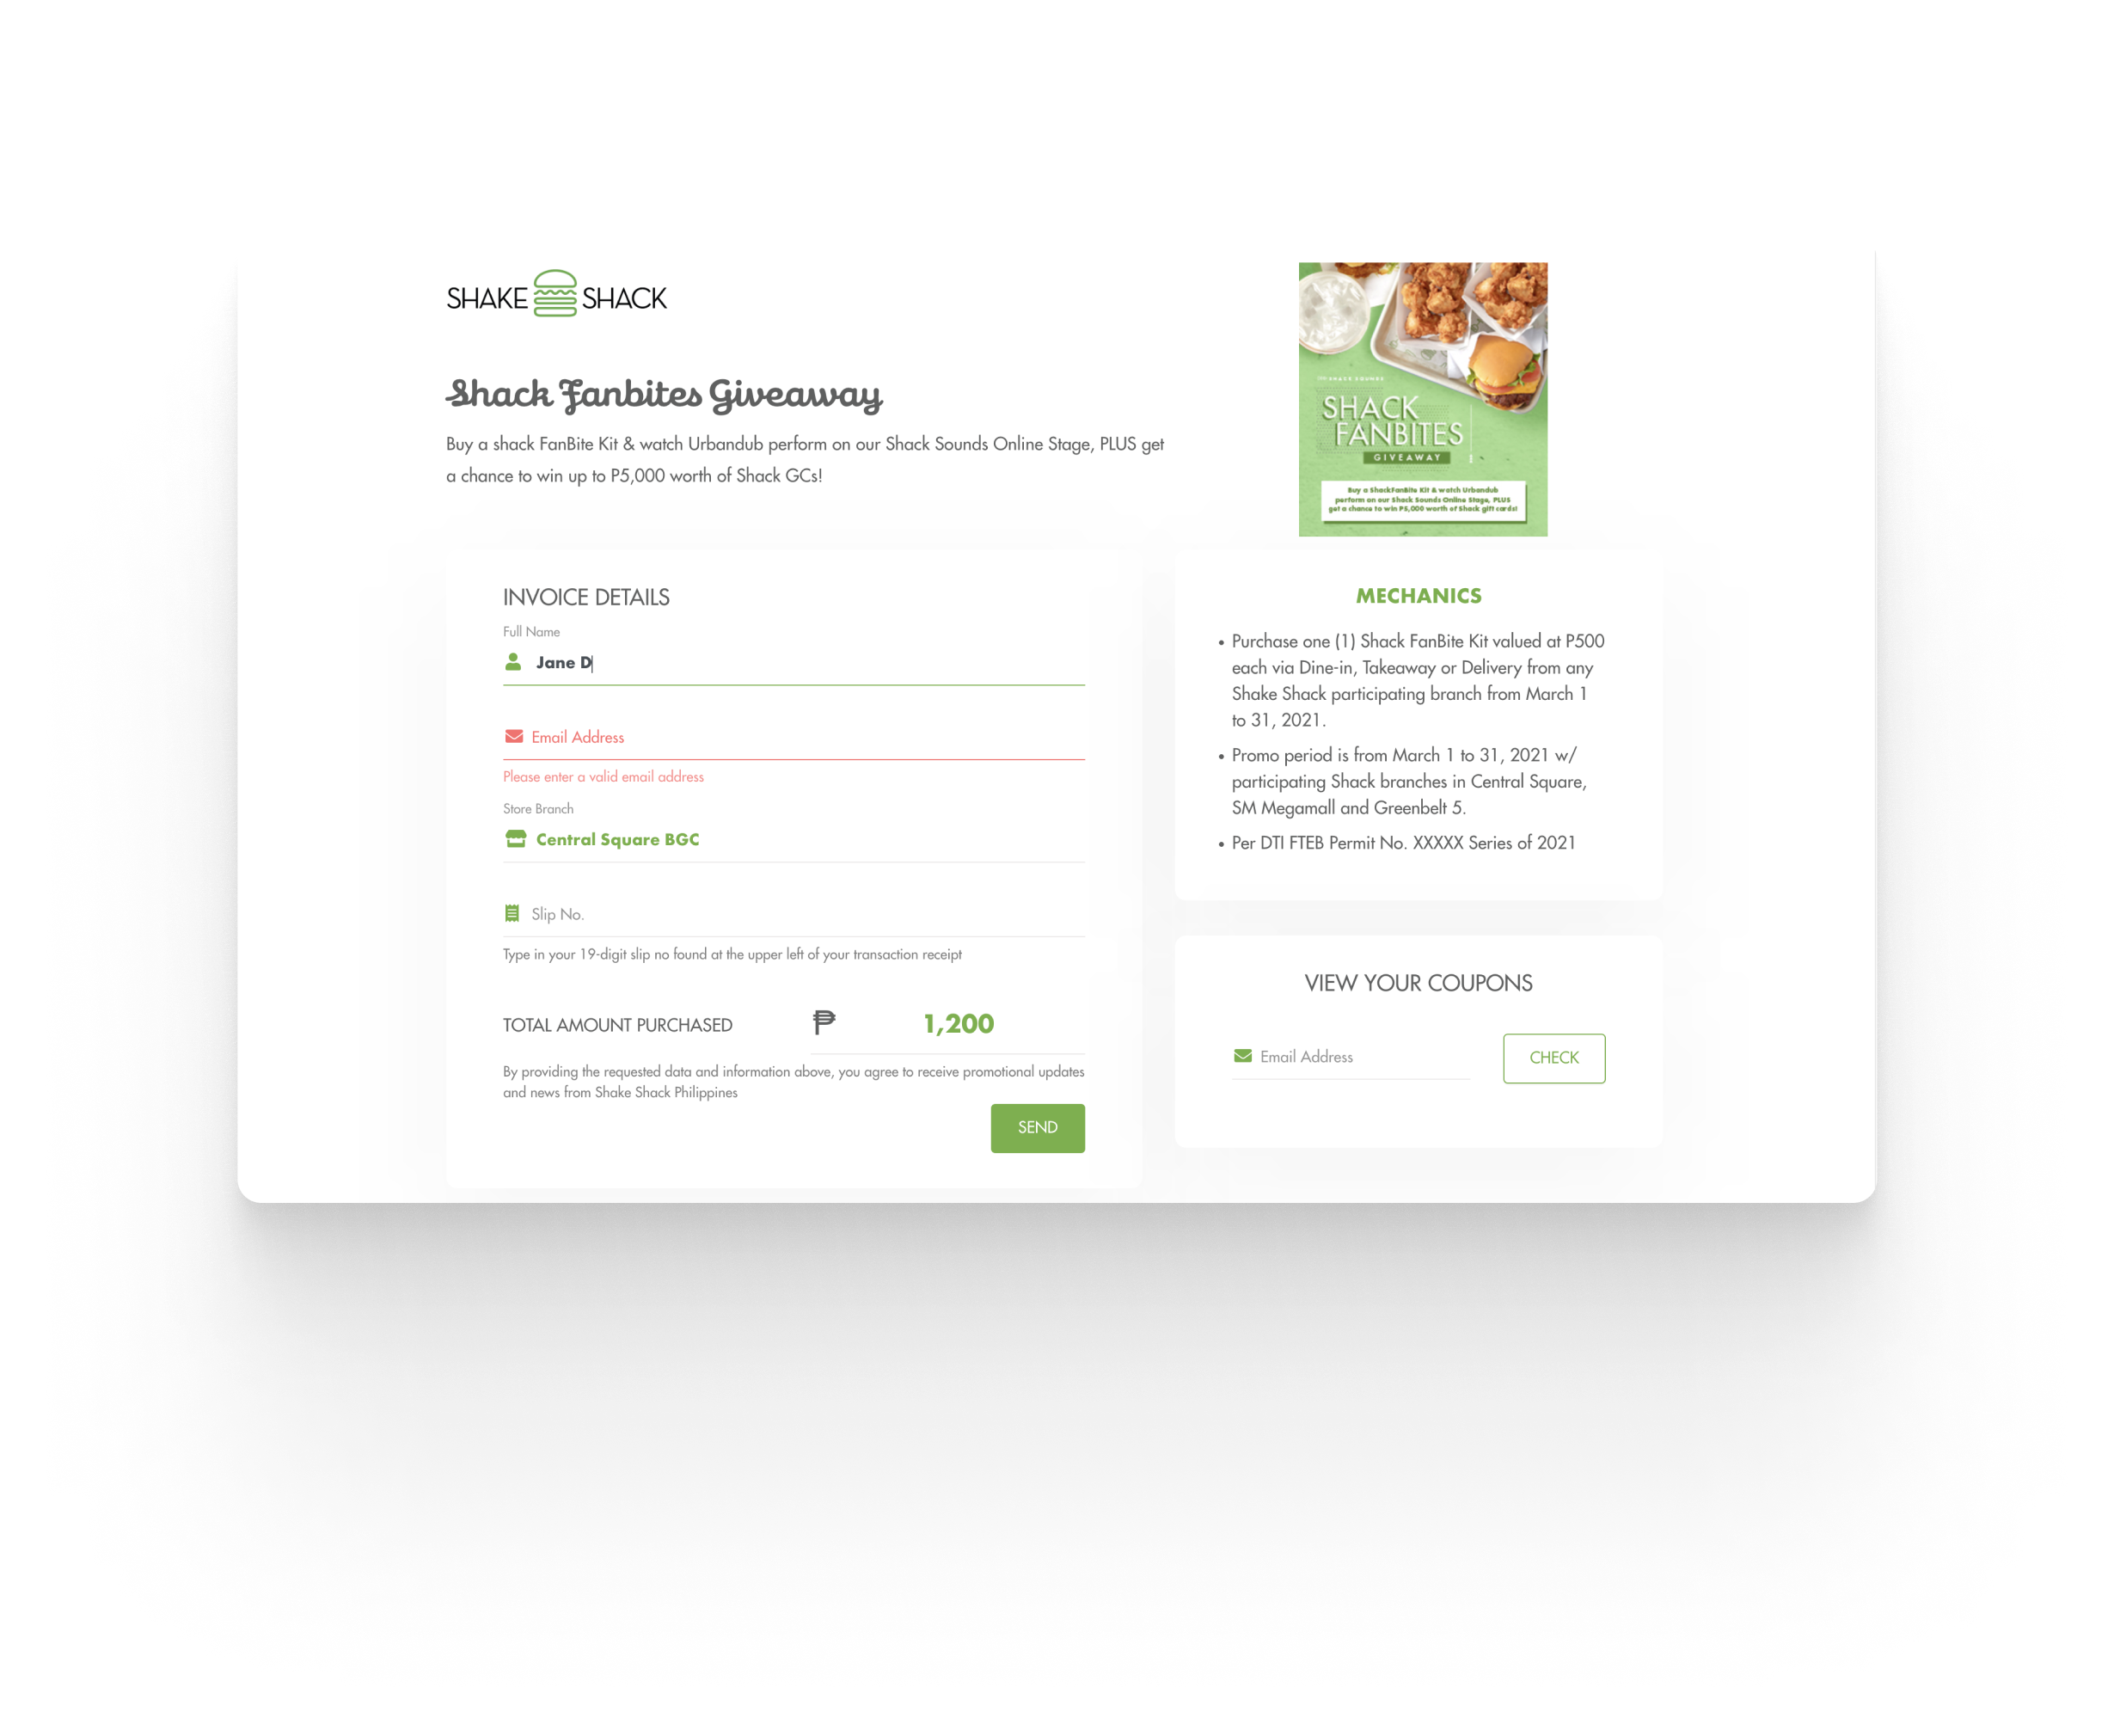 SHAKE SHACK
Shack Fanbites Giveaway
Buy a shack FanBite Kit & watch Urbandub perform on our Shack Sounds Online Stage, PLUS get
a chance to win up to P5,000 worth of Shack GCs!
SHACK SOUNDS
SHACK
FANBITES
GIVEAWAY
Buy a ShackFanBite Kit & watch Urbandub
perform on our Shack Sounds Online Stage, PLUS
get a chance to win P5,000 worth of Shack gift cards!
INVOICE DETAILS
Full Name
Jane D
Email Address
Please enter a valid email address
Store Branch
Central Square BGC
Slip No.
Type in your 19-digit slip no found at the upper left of your transaction receipt
TOTAL AMOUNT PURCHASED ₱ 1,200
By providing the requested data and information above, you agree to receive promotional updates
and news from Shake Shack Philippines
SEND
MECHANICS
• Purchase one (1) Shack FanBite Kit valued at P500
each via Dine-in, Takeaway or Delivery from any
Shake Shack participating branch from March 1
to 31, 2021.
• Promo period is from March 1 to 31, 2021 w/
participating Shack branches in Central Square,
SM Megamall and Greenbelt 5.
• Per DTI FTEB Permit No. XXXXX Series of 2021
VIEW YOUR COUPONS
Email Address
CHECK